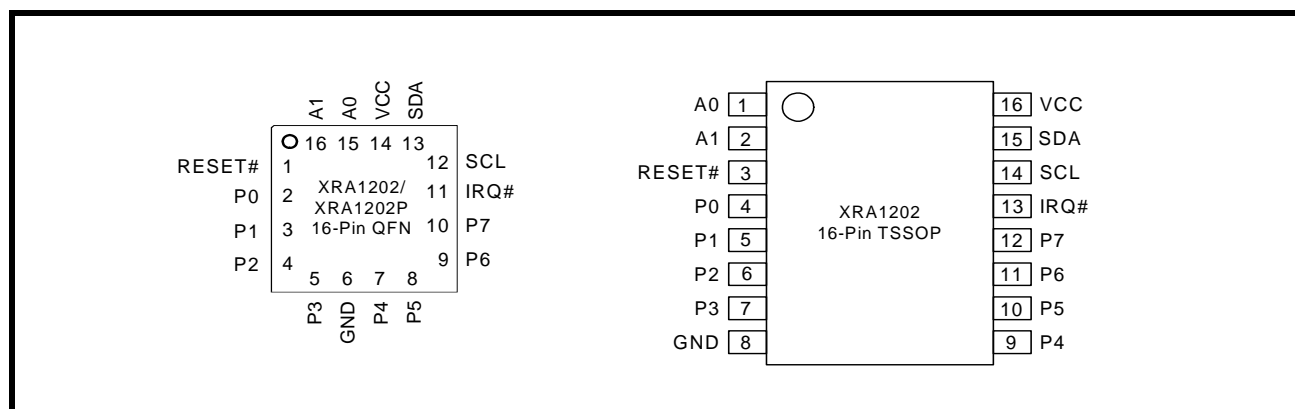 A1 A0 VCC SDA
16 15 14 13
RESET# 1
P0 2
P1 3
P2 4
XRA1202/
XRA1202P
16-Pin QFN
12 SCL
11 IRQ#
10 P7
9 P6
5 6 7 8
P3 GND P4 P5
A0 1
A1 2
RESET# 3
P0 4
P1 5
P2 6
P3 7
GND 8
XRA1202
16-Pin TSSOP
16 VCC
15 SDA
14 SCL
13 IRQ#
12 P7
11 P6
10 P5
9 P4